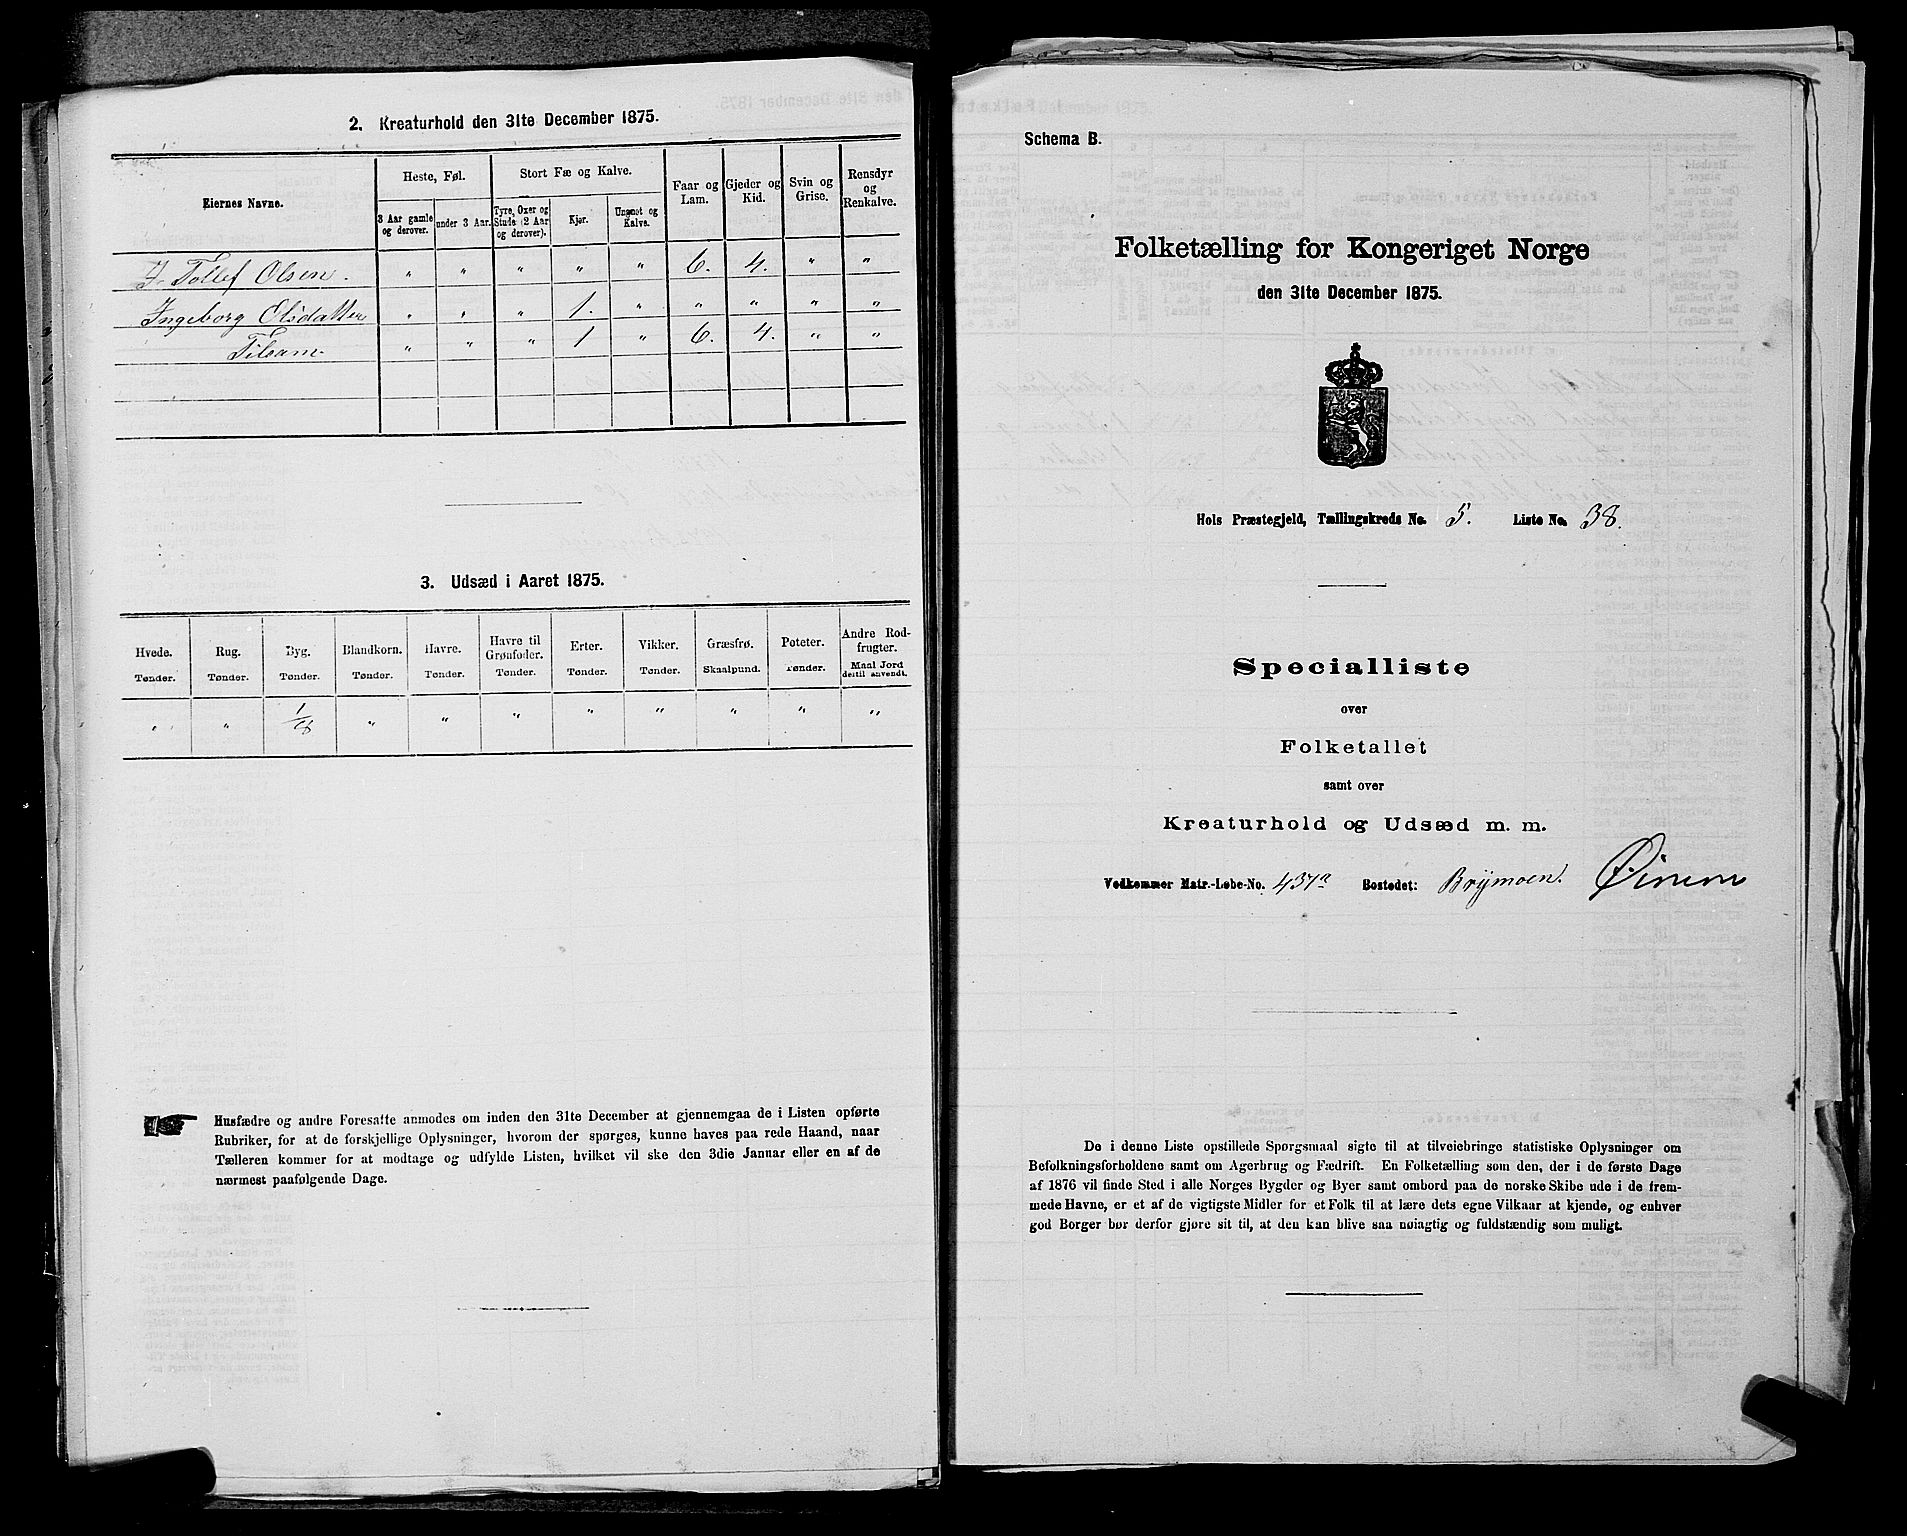 2. Kreaturhold den 31te December 1875.
Eiernes Navne.
Heste, Føl.
Stort Fæ og Kalve.
Faar og Lam.
Gjeder og Kid.
Svin og Grise.
Rensdyr og Renkalve.
3 Aar gamle og derover.
under 3 Aar.
Tyre, Oxer og Stude (2 Aar og derover).
Kjør.
Ungnøt og Kalve.
Tollef Olsen. " " " " " 6. 4. " "
Ingeborg Olsdatter " " " 1. " " " " "
Tilsam. " " " 1 " 6. 4. " "
3. Udsæd i Aaret 1875.
Hvede. Rug. Byg. Blandkorn. Havre. Havre til Grønfoder. Erter. Vikker. Græsfrø. Poteter. Andre Rodfrugter.
Tønder. Tønder. Tønder. Tønder. Tønder. Tønder. Tønder. Tønder. Skaalpund. Tønder. Maal Jord dertil anvendt.
" " 1/8 " " " " " " " "
Husfædre og andre Foresatte anmodes om inden den 31te December at gjennemgaa de i Listen opførte
Rubriker, for at de forskjellige Oplysninger, hvorom der spørges, kunne haves paa rede Haand, naar
Tælleren kommer for at modtage og udfylde Listen, hvilket vil ske den 3die Januar eller en af de
nærmest paafølgende Dage.
Schema B.
Folketælling for Kongeriget Norge
den 31te December 1875.
Hols Præstegjeld, Tællingskreds No. 5. Liste No. 38.
Specialliste
over
Folketallet
samt over
Kreaturhold og Udsæd m. m.
Vedkommer Matr.-Løbe-No. 437a Bostedet: Brijmoen.
De i denne Liste opstillede Spørgsmaal sigte til at tilveiebringe statistiske Oplysninger om
Befolkningsforholdene samt om Agerbrug og Fædrift. En Folketælling som den, der i de første Dage
af 1876 vil finde Sted i alle Norges Bygder og Byer samt ombord paa de norske Skibe ude i de frem-
mede Havne, er et af de vigtigste Midler for et Folk til at lære dets egne Vilkaar at kjende, og enhver
god Borger bør derfor gjøre sit til, at den kan blive saa nøiagtig og fuldstændig som muligt.